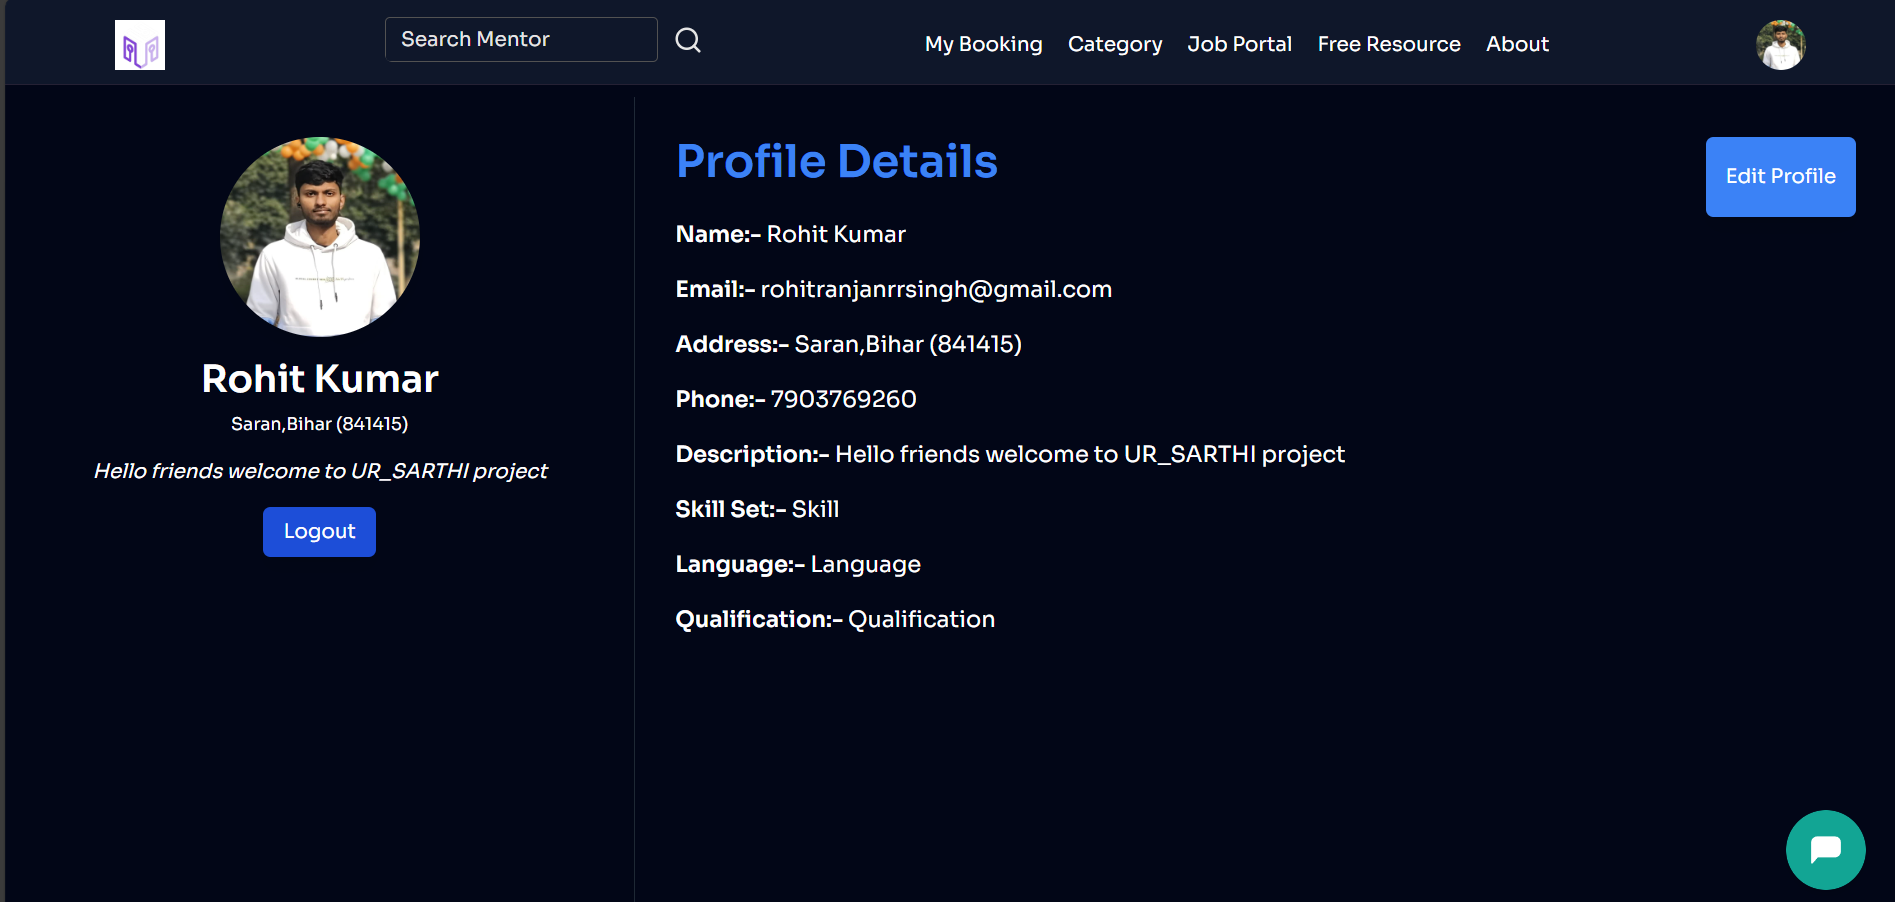 Search Mentor
My Booking Category Job Portal Free Resource About
Rohit Kumar
Saran,Bihar (841415)
Hello friends welcome to UR_SARTHI project
Logout
Profile Details
Edit Profile
Name:- Rohit Kumar
Email:- rohitranjanrrsingh@gmail.com
Address:- Saran,Bihar (841415)
Phone:- 7903769260
Description:- Hello friends welcome to UR_SARTHI project
Skill Set:- Skill
Language:- Language
Qualification:- Qualification